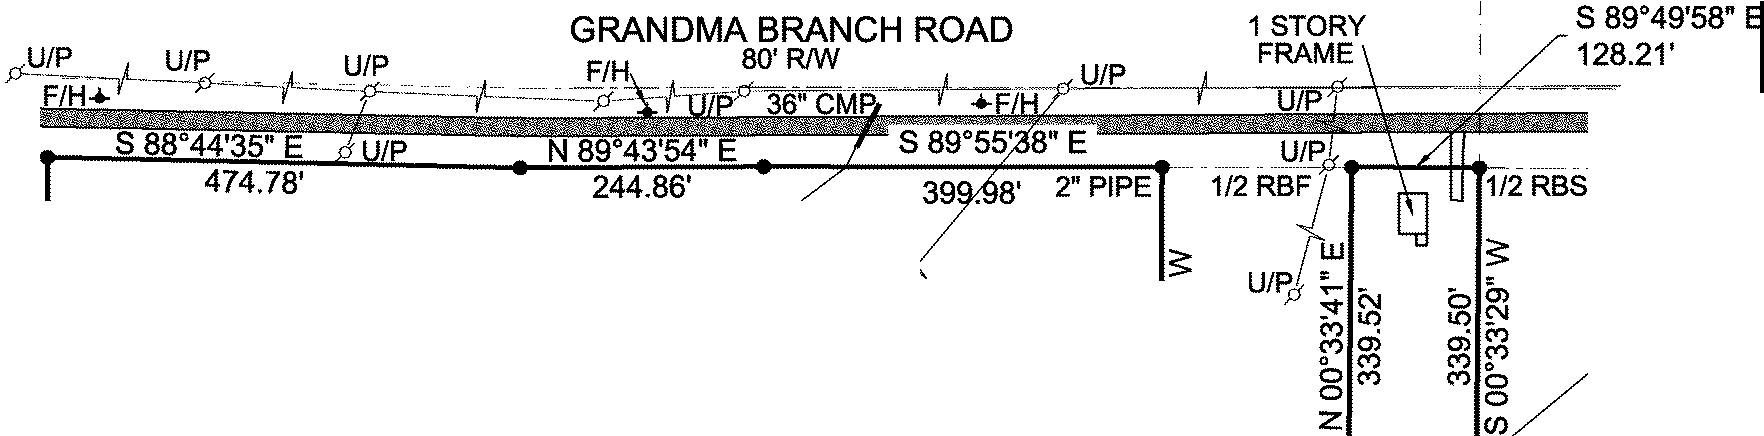 GRANDMA BRANCH ROAD
80' R/W
1 STORY
FRAME
S 89°49'58" E
128.21'
U/P
U/P
U/P
F/H
U/P
F/H
U/P
36" CMP
F/H
U/P
S 88°44'35" E
474.78'
U/P
N 89°43'54" E
244.86'
S 89°55'38" E
399.98'
2" PIPE
U/P
1/2 RBF
1/2 RBS
W
U/P
N 00°33'41" E
339.52'
339.50'
S 00°33'29" W